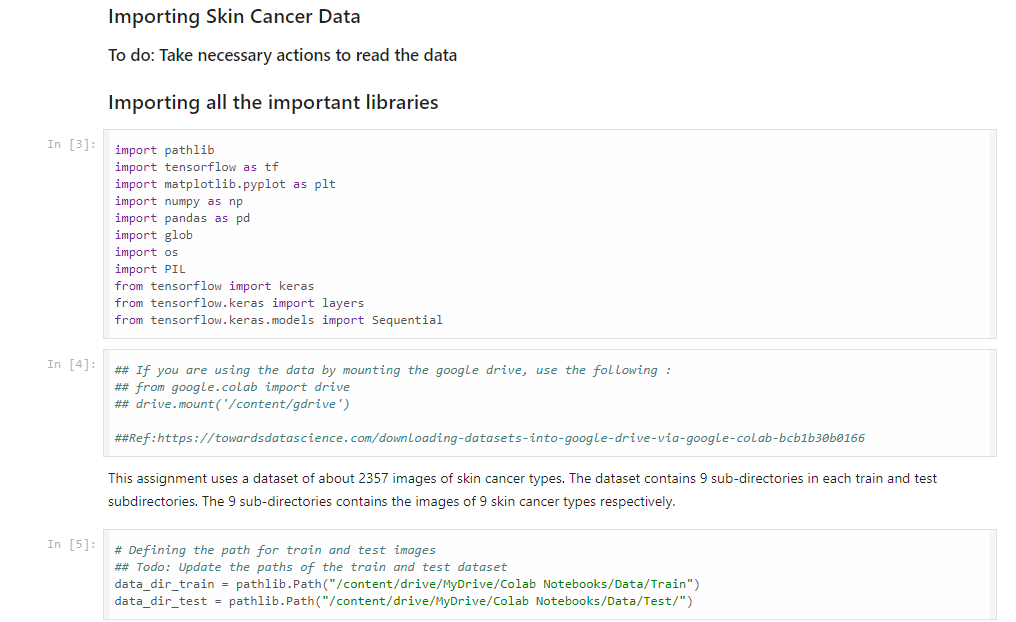 Importing Skin Cancer Data
To do: Take necessary actions to read the data
Importing all the important libraries
In [3]:
import pathlib
import tensorflow as tf
import matplotlib.pyplot as plt
import numpy as np
import pandas as pd
import glob
import os
import PIL
from tensorflow import keras
from tensorflow.keras import layers
from tensorflow.keras.models import Sequential
In [4]:
## If you are using the data by mounting the google drive, use the following :
## from google.colab import drive
## drive.mount('/content/gdrive')
##Ref:https://towardsdatascience.com/downloading-datasets-into-google-drive-via-google-colab-bcb1b30b0166
This assignment uses a dataset of about 2357 images of skin cancer types. The dataset contains 9 sub-directories in each train and test
subdirectories. The 9 sub-directories contains the images of 9 skin cancer types respectively.
In [5]:
# Defining the path for train and test images
## Todo: Update the paths of the train and test dataset
data_dir_train = pathlib.Path("/content/drive/MyDrive/Colab Notebooks/Data/Train")
data_dir_test = pathlib.Path("/content/drive/MyDrive/Colab Notebooks/Data/Test/")